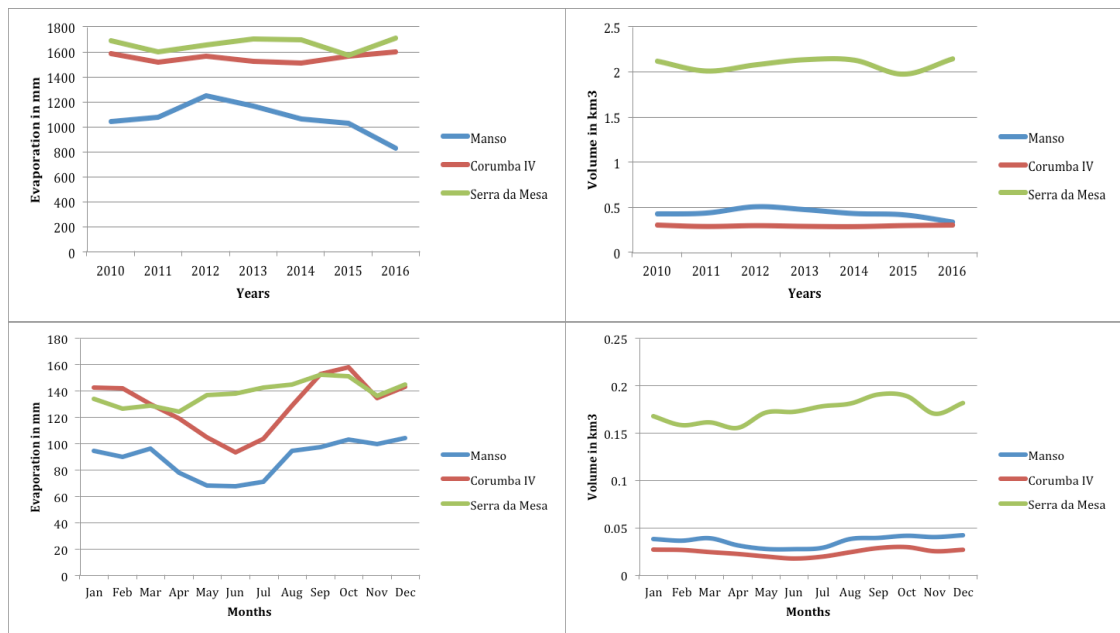 Evaporation in mm
1800
1600
1400
1200
1000
800
600
400
200
0
2010 2011 2012 2013 2014 2015 2016
Years
Manso
Corumba IV
Serra da Mesa
Volume in km3
2.5
2
1.5
1
0.5
0
2010 2011 2012 2013 2014 2015 2016
Years
Manso
Corumba IV
Serra da Mesa
Evaporation in mm
180
160
140
120
100
80
60
40
20
0
Jan Feb Mar Apr May Jun Jul Aug Sep Oct Nov Dec
Months
Manso
Corumba IV
Serra da Mesa
Volume in km3
0.25
0.2
0.15
0.1
0.05
0
Jan Feb Mar Apr May Jun Jul Aug Sep Oct Nov Dec
Months
Manso
Corumba IV
Serra da Mesa